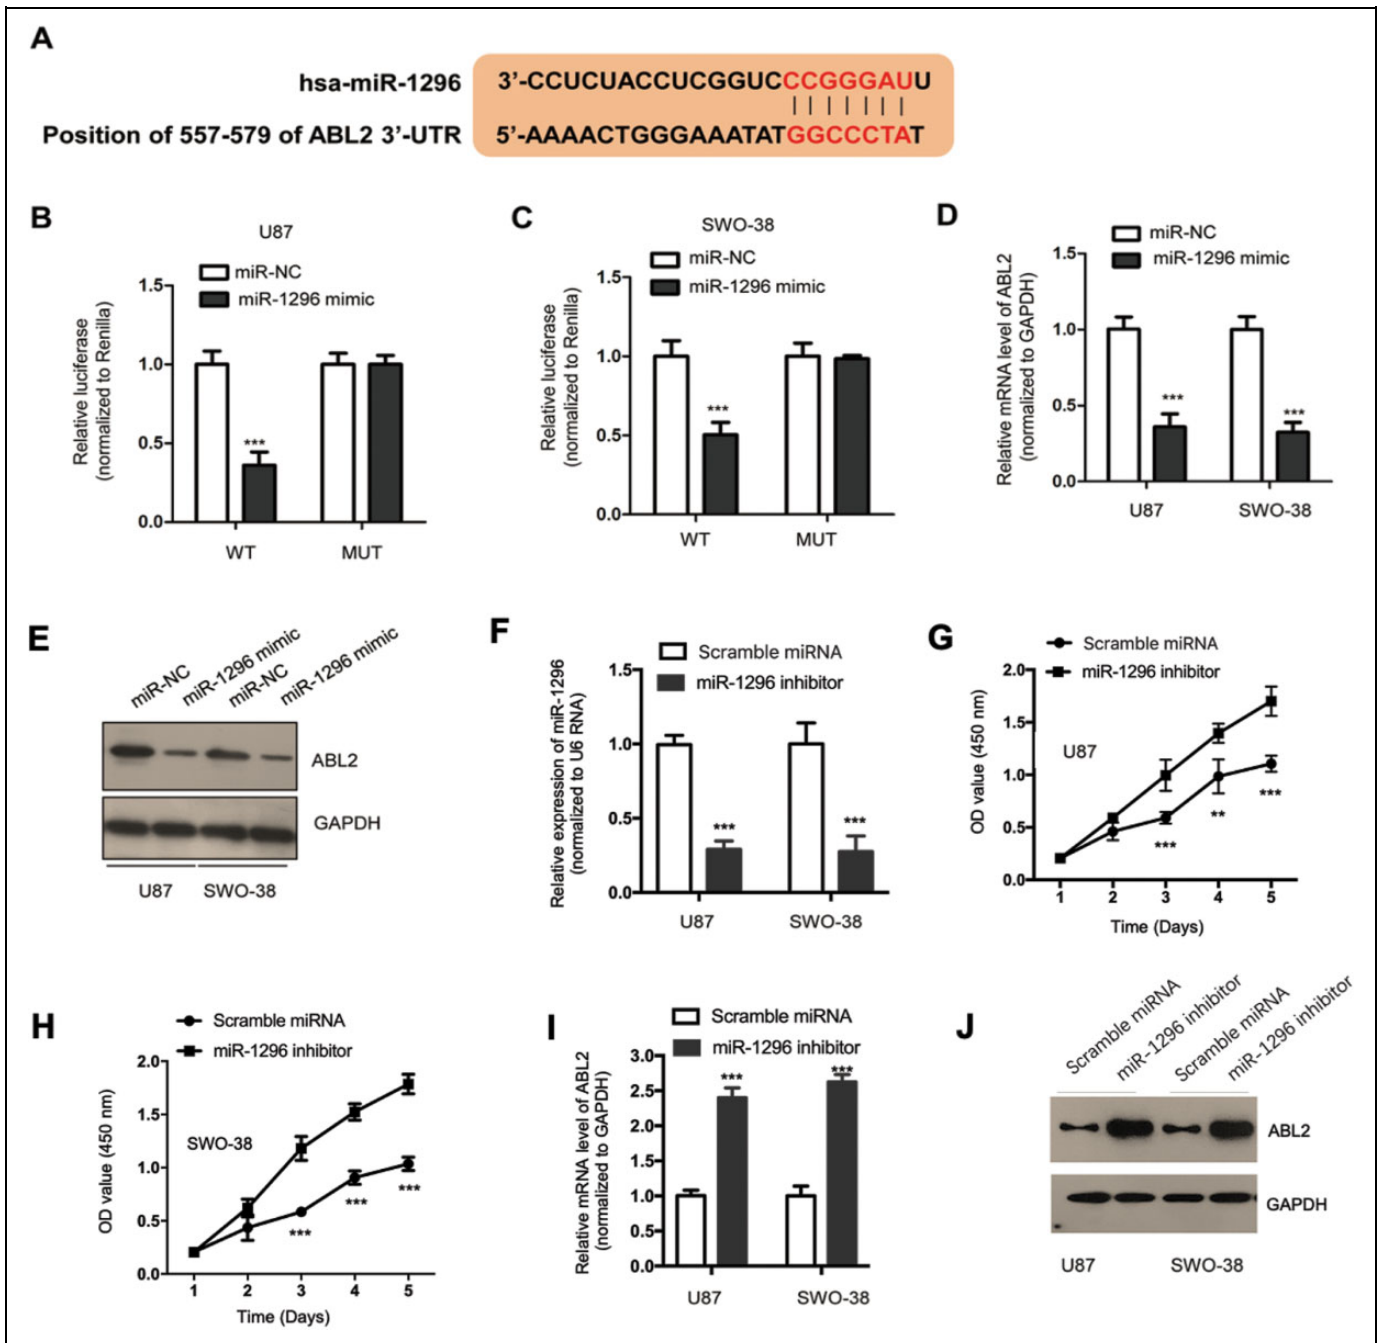 A
hsa-miR-1296 3’-CCUCUACCUCGGUCCCGGGAUU
Position of 557-579 of ABL2 3’-UTR 5’-AAAACTGGGAAATATGGCCCTAT
B
U87
miR-NC
miR-1296 mimic
Relative luciferase
(normalized to Renilla)
1.5
1.0
0.5
0.0
***
WT MUT
C
SWO-38
miR-NC
miR-1296 mimic
Relative luciferase
(normalized to Renilla)
1.5
1.0
0.5
0.0
***
WT MUT
D
miR-NC
miR-1296 mimic
Relative mRNA level of ABL2
(normalized to GAPDH)
1.5
1.0
0.5
0.0
*** ***
U87 SWO-38
E
miR-NC miR-1296 mimic miR-NC miR-1296 mimic
ABL2
GAPDH
U87 SWO-38
F
Scramble miRNA
miR-1296 inhibitor
Relative expression of miR-1296
(normalized to U6 RNA)
1.5
1.0
0.5
0.0
*** ***
U87 SWO-38
G
Scramble miRNA
miR-1296 inhibitor
OD value (450 nm)
2.0
1.5
1.0
0.5
0.0
U87
*** ** ***
1 2 3 4 5
Time (Days)
H
Scramble miRNA
miR-1296 inhibitor
OD value (450 nm)
2.0
1.5
1.0
0.5
0.0
SWO-38
*** *** ***
1 2 3 4 5
Time (Days)
I
Scramble miRNA
miR-1296 inhibitor
Relative mRNA level of ABL2
(normalized to GAPDH)
3.0
2.5
2.0
1.5
1.0
0.5
0.0
*** ***
U87 SWO-38
J
Scramble miRNA miR-1296 inhibitor Scramble miRNA miR-1296 inhibitor
ABL2
GAPDH
U87 SWO-38